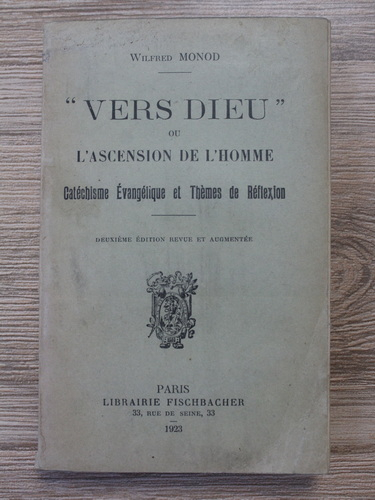 Wilfred MONOD
"VERS DIEU"
OU
L'ASCENSION DE L'HOMME
Catéchisme Évangélique et Thèmes de Réflexion
DEUXIÈME ÉDITION REVUE ET AUGMENTÉE
PARIS
LIBRAIRIE FISCHBACHER
33, RUE DE SEINE, 33
1923